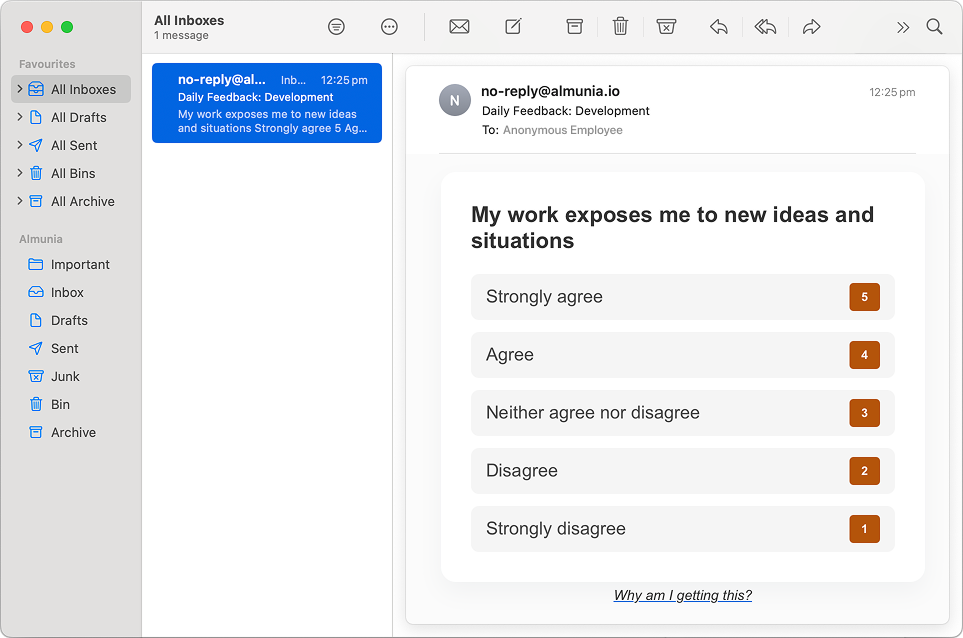 All Inboxes
1 message
Favourites
All Inboxes
All Drafts
All Sent
All Bins
All Archive
Almunia
Important
Inbox
Drafts
Sent
Junk
Bin
Archive
no-reply@al... Inb... 12:25 pm
Daily Feedback: Development
My work exposes me to new ideas
and situations Strongly agree 5 Ag...
N
no-reply@almunia.io 12:25 pm
Daily Feedback: Development
To: Anonymous Employee
My work exposes me to new ideas and
situations
Strongly agree 5
Agree 4
Neither agree nor disagree 3
Disagree 2
Strongly disagree 1
Why am I getting this?